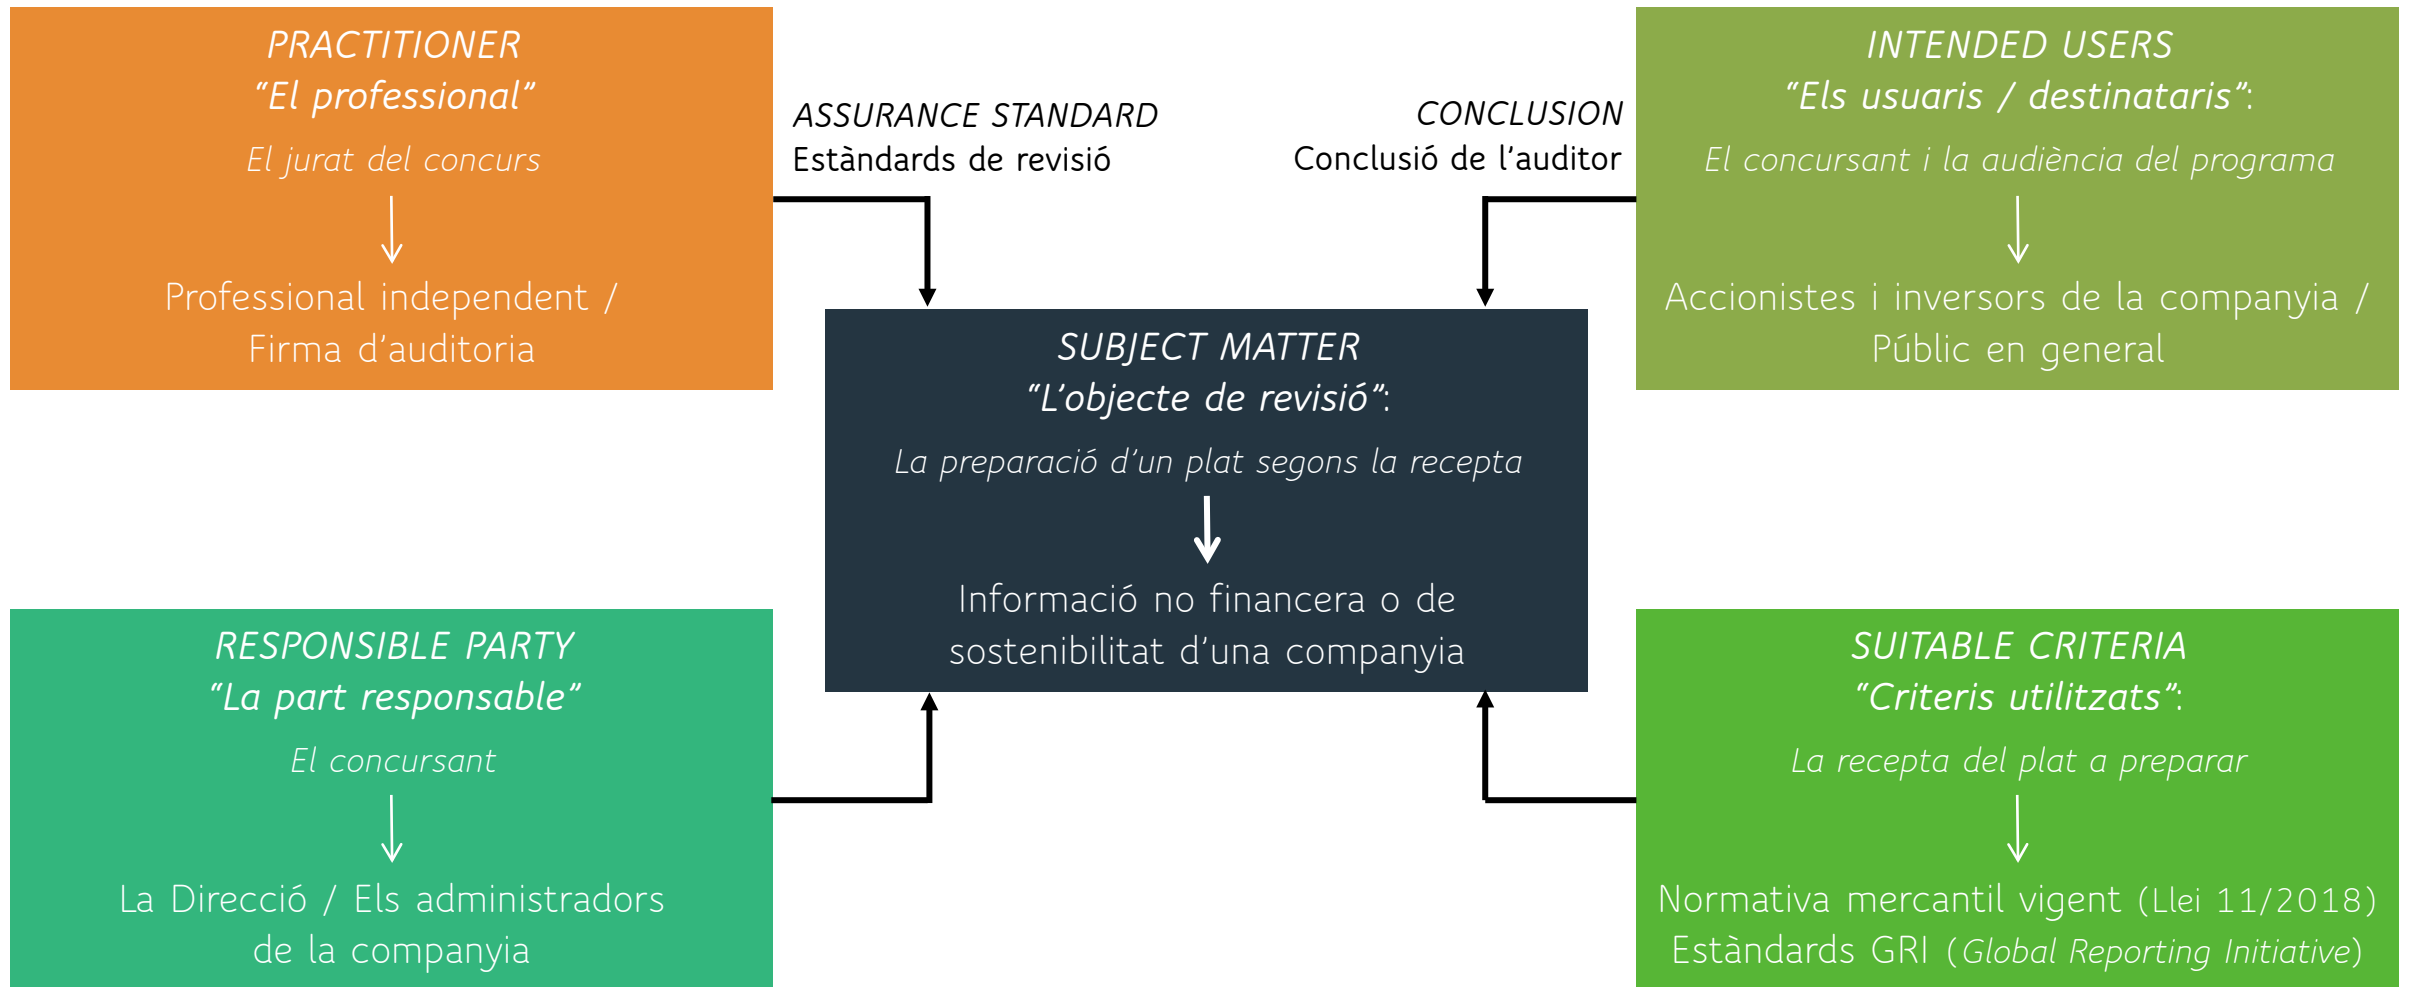 PRACTITIONER
“El professional”
El jurat del concurs
Professional independent /
Firma d’auditoria
ASSURANCE STANDARD
Estàndards de revisió
CONCLUSION
Conclusió de l’auditor
INTENDED USERS
“Els usuaris / destinataris”:
El concursant i la audiència del programa
Accionistes i inversors de la companyia /
Públic en general
SUBJECT MATTER
“L’objecte de revisió”:
La preparació d’un plat segons la recepta
Informació no financera o de
sostenibilitat d’una companyia
RESPONSIBLE PARTY
“La part responsable”
El concursant
La Direcció / Els administradors
de la companyia
SUITABLE CRITERIA
“Criteris utilitzats”:
La recepta del plat a preparar
Normativa mercantil vigent (Llei 11/2018)
Estàndards GRI (Global Reporting Initiative)